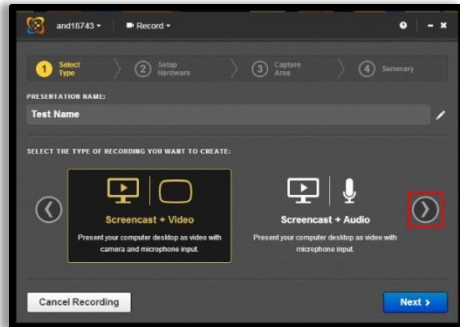 and18743 Record
1 Select Type
2 Setup Hardware
3 Capture Area
4 Summary
PRESENTATION NAME:
Test Name
SELECT THE TYPE OF RECORDING YOU WANT TO CREATE:
Screencast + Video
Present your computer desktop as video with
camera and microphone input.
Screencast + Audio
Present your computer desktop as video with
microphone input.
Cancel Recording
Next